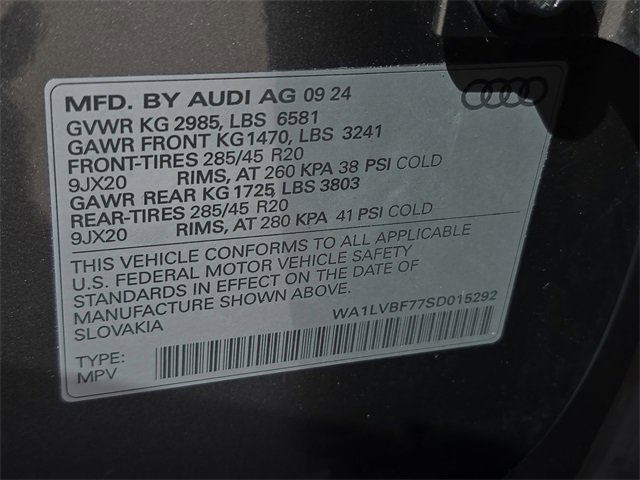 MFD. BY AUDI AG 09 24
GVWR KG 2985, LBS 6581
GAWR FRONT KG1470, LBS 3241
FRONT-TIRES 285/45 R20
9JX20 RIMS, AT 260 KPA 38 PSI COLD
GAWR REAR KG1725, LBS 3803
REAR-TIRES 285/45 R20
9JX20 RIMS, AT 280 KPA 41 PSI COLD
THIS VEHICLE CONFORMS TO ALL APPLICABLE
U.S. FEDERAL MOTOR VEHICLE SAFETY
STANDARDS IN EFFECT ON THE DATE OF
MANUFACTURE SHOWN ABOVE.
SLOVAKIA WA1LVBF77SD015292
TYPE:
MPV